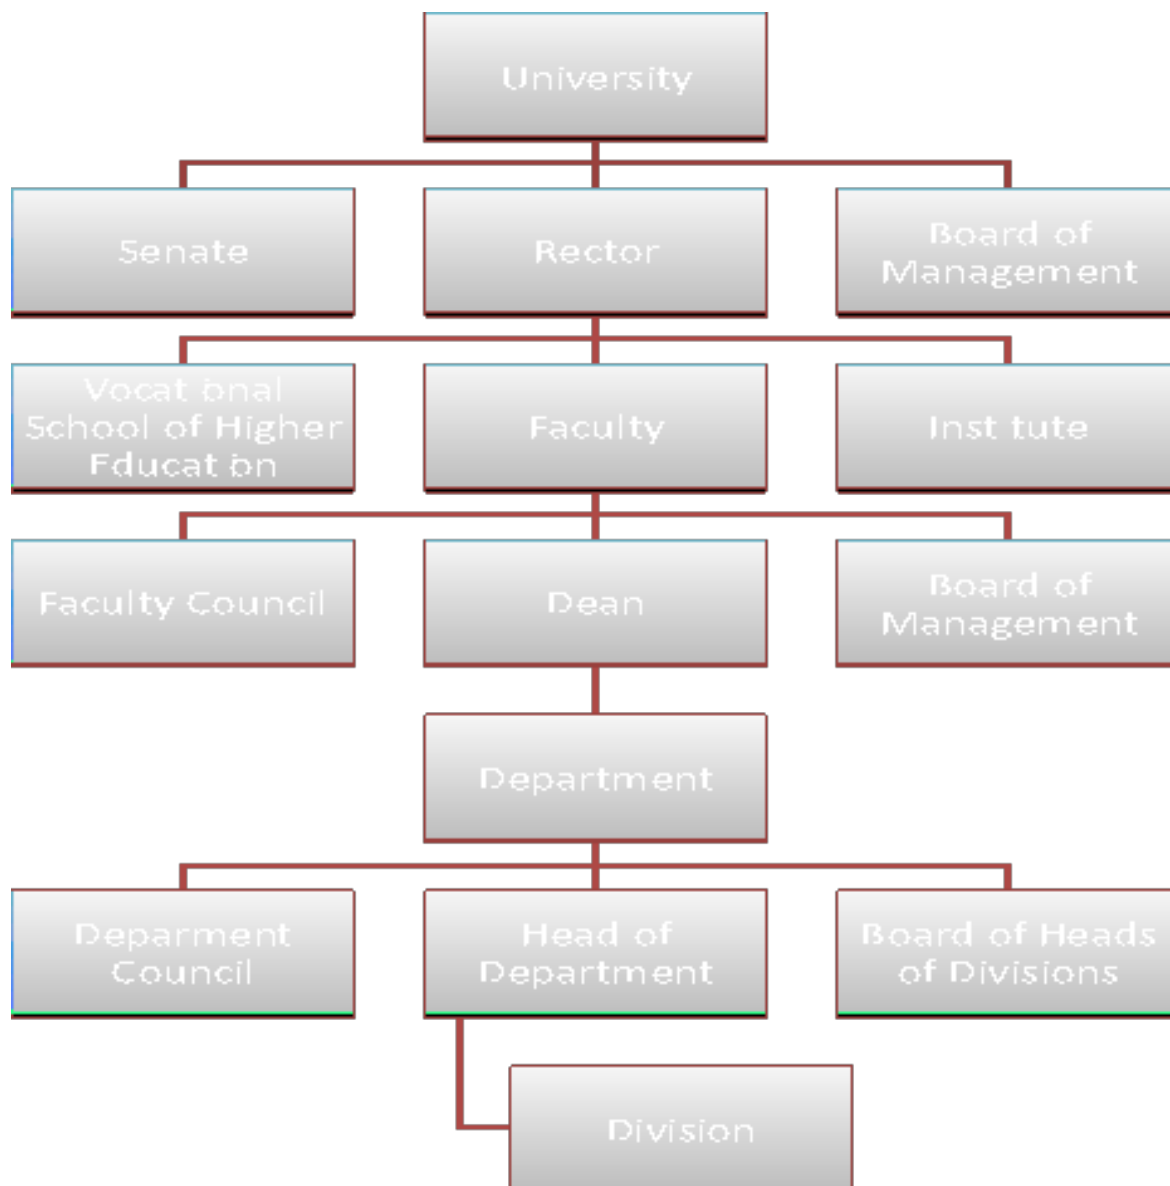 University
Senate
Rector
Board of
Management
Vocat onal
School of Higher
Educat on
Faculty
Inst tute
Faculty Council
Dean
Board of
Management
Department
Deparment
Council
Head of
Department
Board of Heads
of Divisions
Division